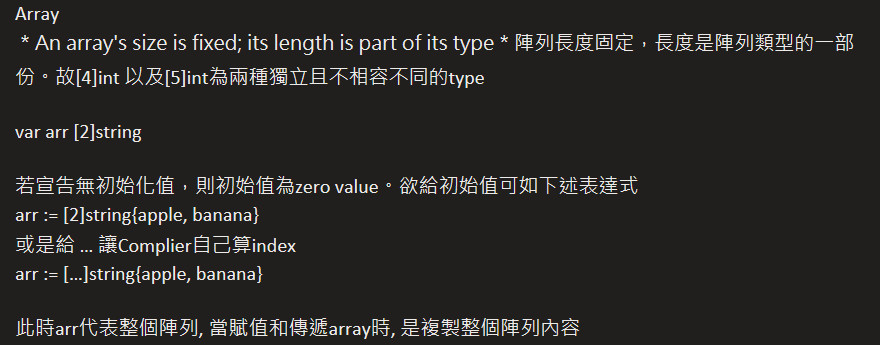 Array
* An array's size is fixed; its length is part of its type * 陣列長度固定，長度是陣列類型的一部
份。故[4]int 以及[5]int為兩種獨立且不相容不同的type
var arr [2]string
若宣告無初始化值，則初始值為zero value。欲給初始值可如下述表達式
arr := [2]string{apple, banana}
或是給 ... 讓Complier自己算index
arr := [...]string{apple, banana}
此時arr代表整個陣列, 當賦值和傳遞array時, 是複製整個陣列內容